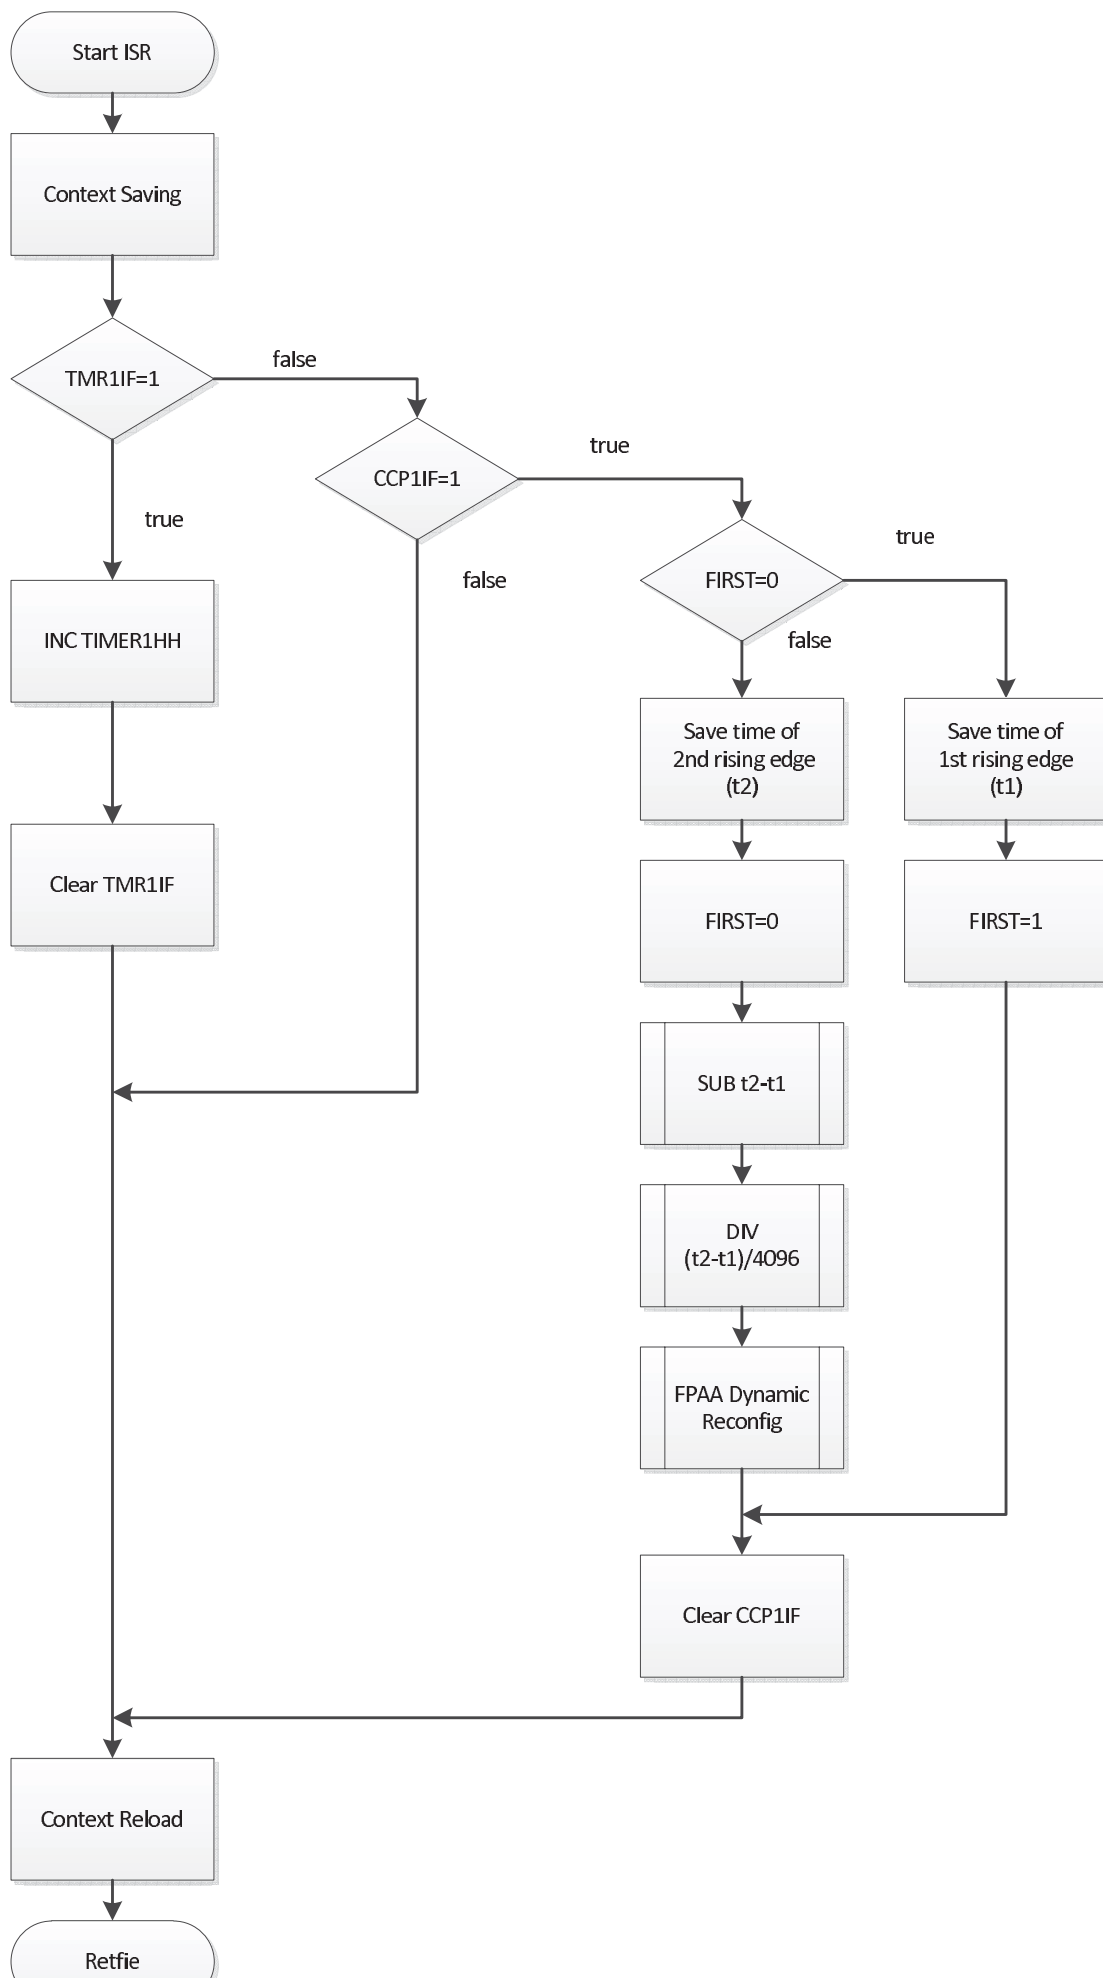 Start ISR
Context Saving
TMR1IF=1
false
CCP1IF=1
true
true
FIRST=0
true
false
false
INC TIMER1HH
Save time of
2nd rising edge
(t2)
Save time of
1st rising edge
(t1)
Clear TMR1IF
FIRST=0
FIRST=1
SUB t2-t1
DIV
(t2-t1)/4096
FPAA Dynamic
Reconfig
Clear CCP1IF
Context Reload
Retfie